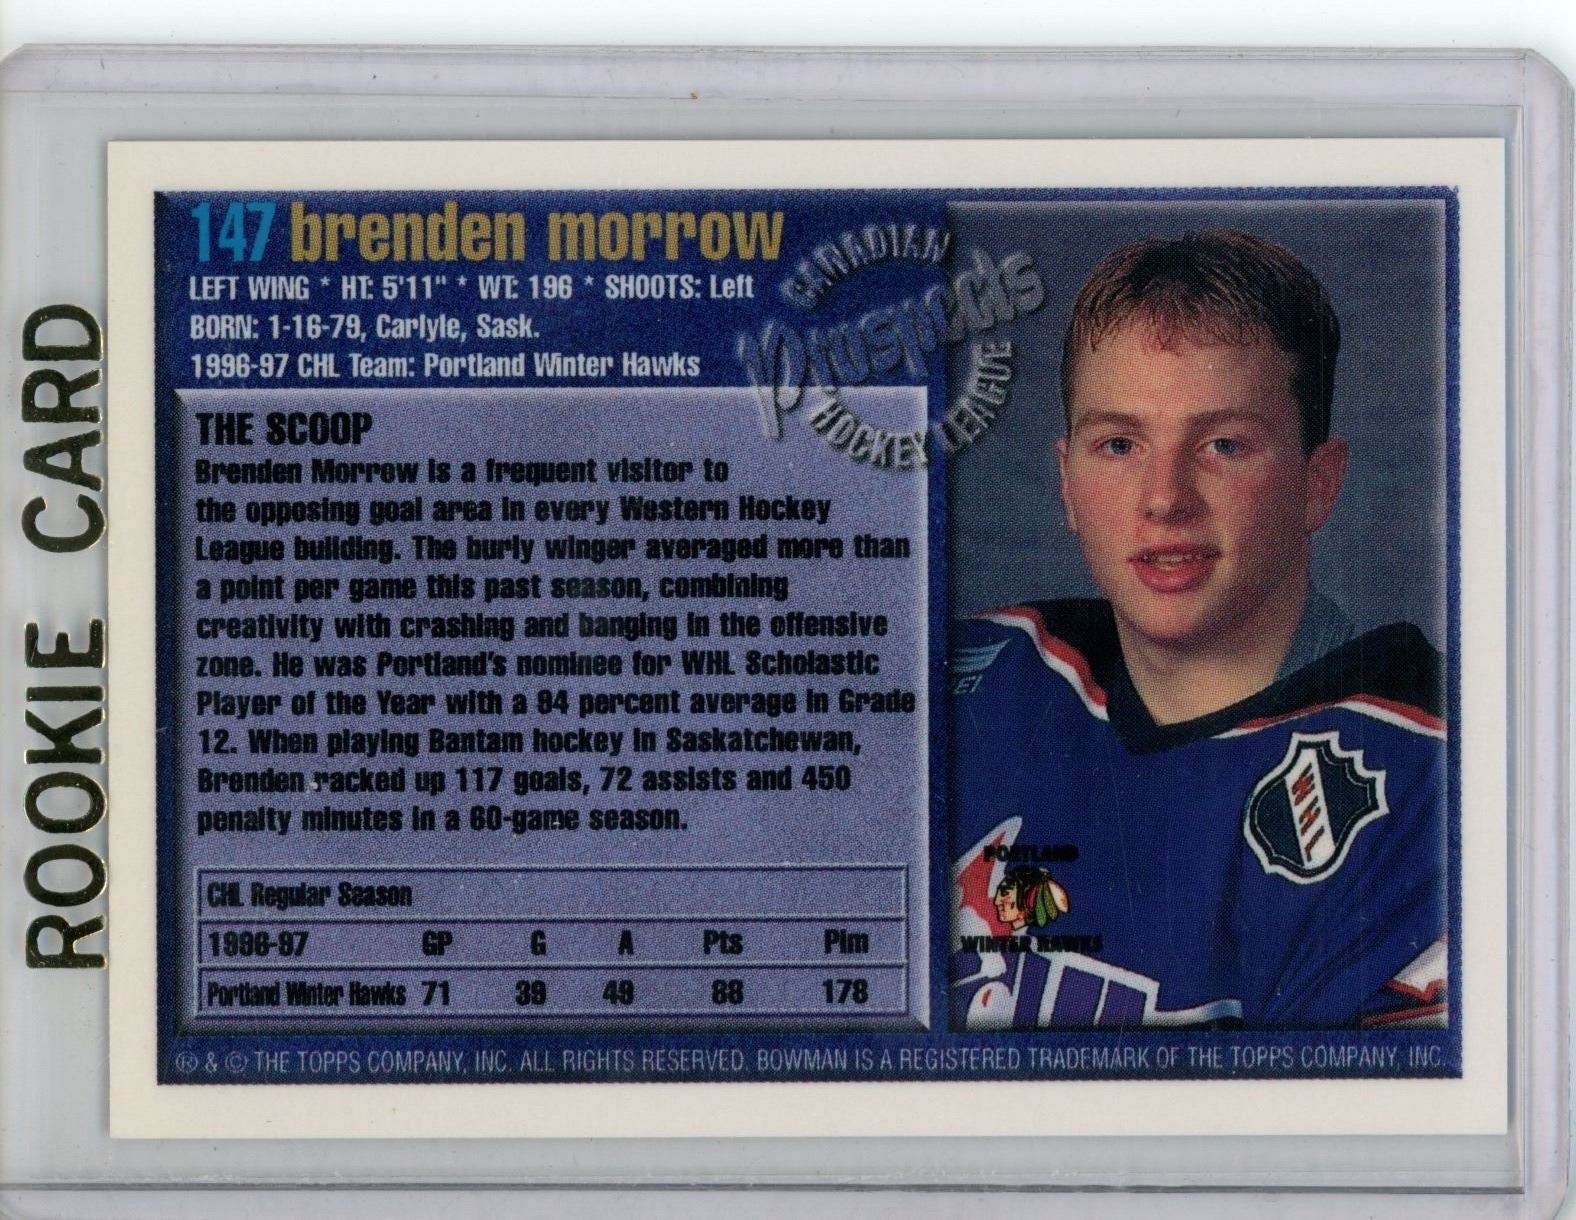 ROOKIE CARD
147 brenden morrow
LEFT WING * HT: 5'11" * WT: 196 * SHOOTS: Left
BORN: 1-16-79, Carlyle, Sask.
1996-97 CHL Team: Portland Winter Hawks
CANADIAN
Prospects
HOCKEY LEAGUE
THE SCOOP
Brenden Morrow is a frequent visitor to
the opposing goal area in every Western Hockey
League building. The burly winger averaged more than
a point per game this past season, combining
creativity with crashing and banging in the offensive
zone. He was Portland's nominee for WHL Scholastic
Player of the Year with a 94 percent average in Grade
12. When playing Bantam hockey in Saskatchewan,
Brenden racked up 117 goals, 72 assists and 450
penalty minutes in a 60-game season.
CHL Regular Season
1996-97 GP G A Pts Pim
Portland Winter Hawks 71 39 49 88 178
WHL
PORTLAND
WINTER HAWKS
® & © THE TOPPS COMPANY, INC. ALL RIGHTS RESERVED. BOWMAN IS A REGISTERED TRADEMARK OF THE TOPPS COMPANY, INC.